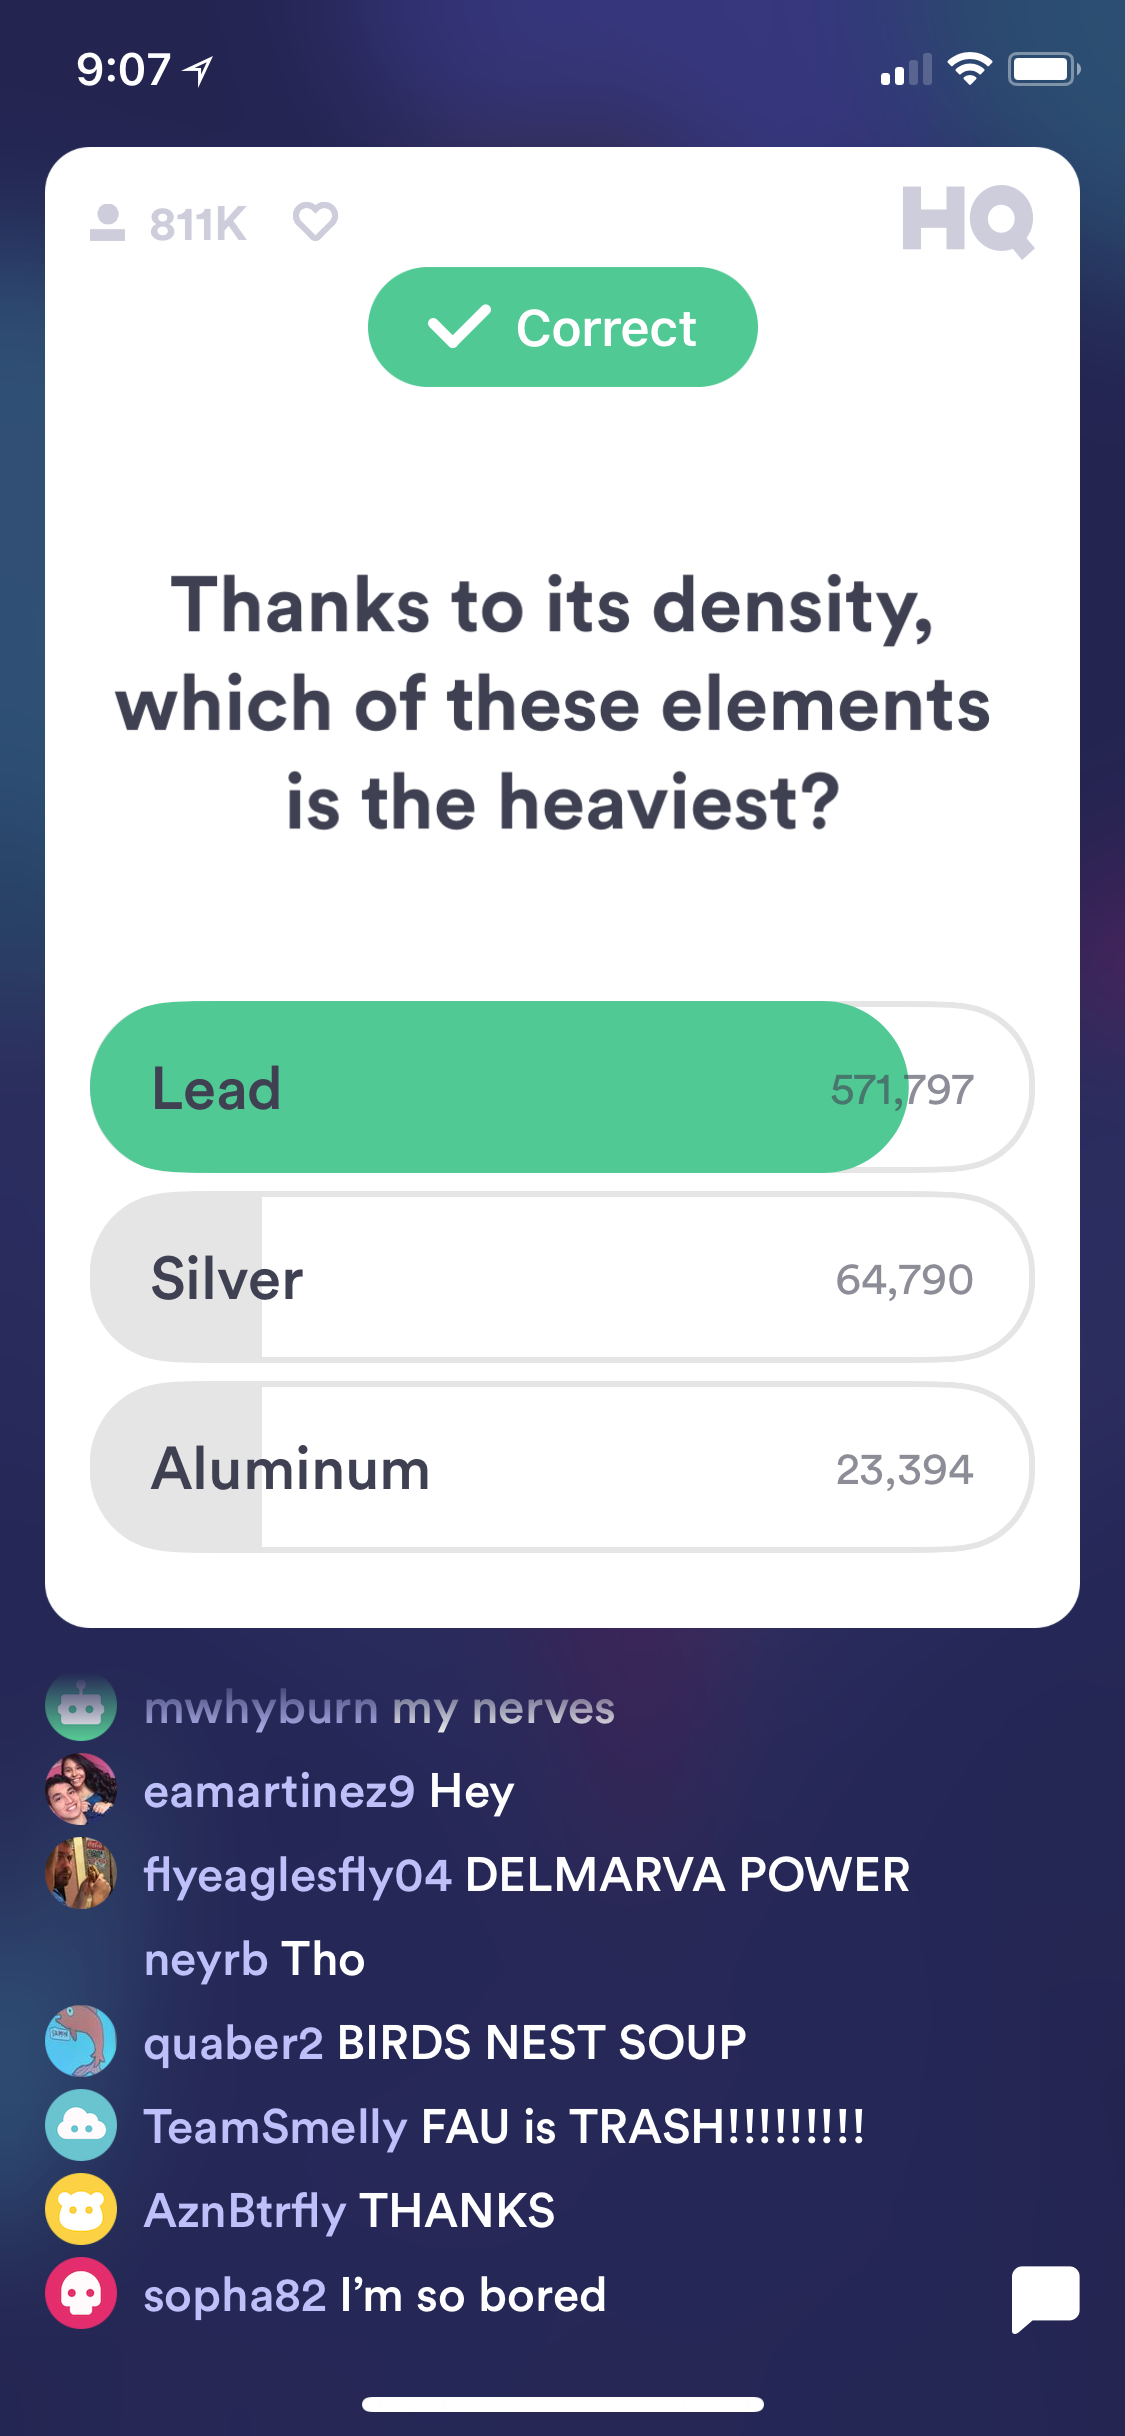 9:07
811K
HQ
Correct
Thanks to its density,
which of these elements
is the heaviest?
Lead 571,797
Silver 64,790
Aluminum 23,394
mwhyburn my nerves
eamartinez9 Hey
flyeaglesfly04 DELMARVA POWER
neyrb Tho
quaber2 BIRDS NEST SOUP
TeamSmelly FAU is TRASH!!!!!!!!!
AznBtrfly THANKS
sopha82 I’m so bored